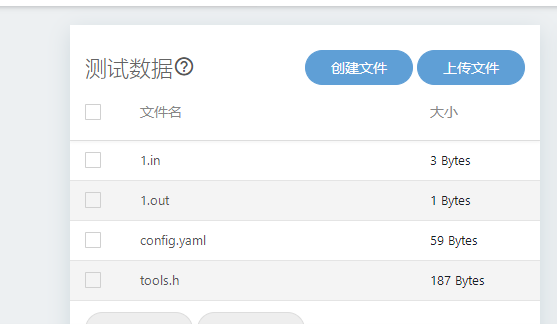 测试数据
创建文件 上传文件
文件名 大小
1.in 3 Bytes
1.out 1 Bytes
config.yaml 59 Bytes
tools.h 187 Bytes